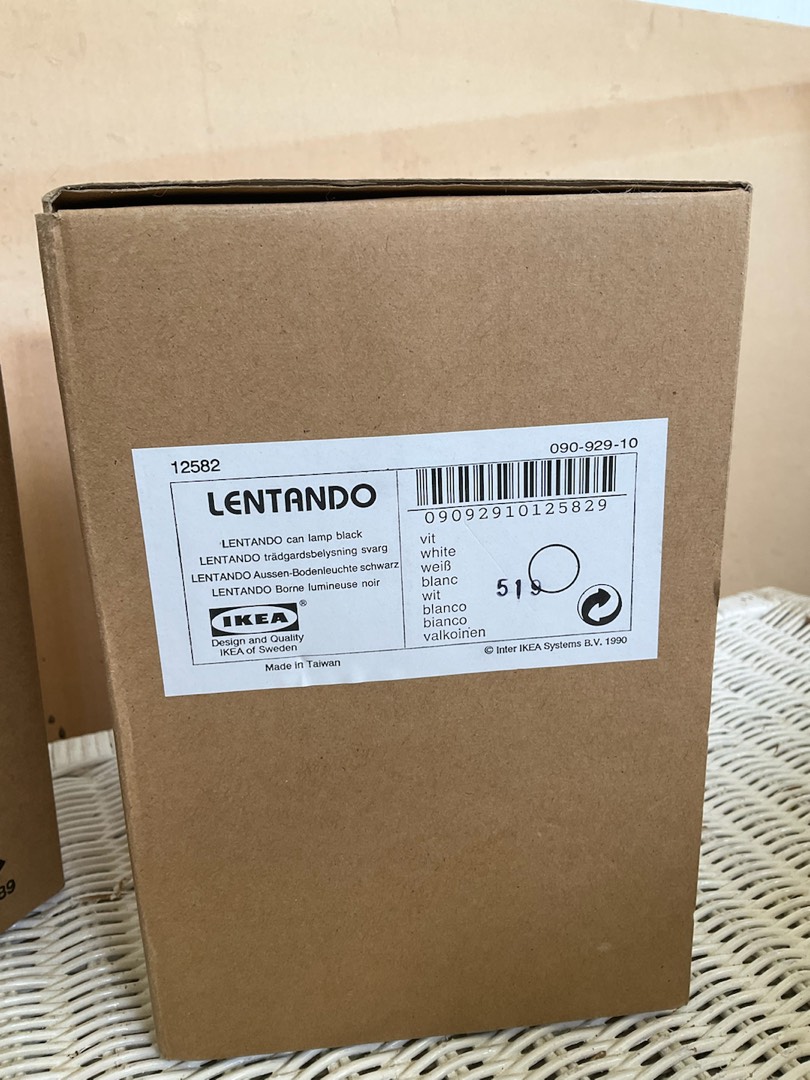 12582
090-929-10
LENTANDO
LENTANDO can lamp black
LENTANDO trädgardsbelysning svarg
LENTANDO Aussen-Bodenleuchte schwarz
LENTANDO Borne lumineuse noir
IKEA®
Design and Quality
IKEA of Sweden
Made in Taiwan
09092910125829
vit
white
weiß
blanc
wit
blanco
bianco
valkoinen
519
© Inter IKEA Systems B.V. 1990
89